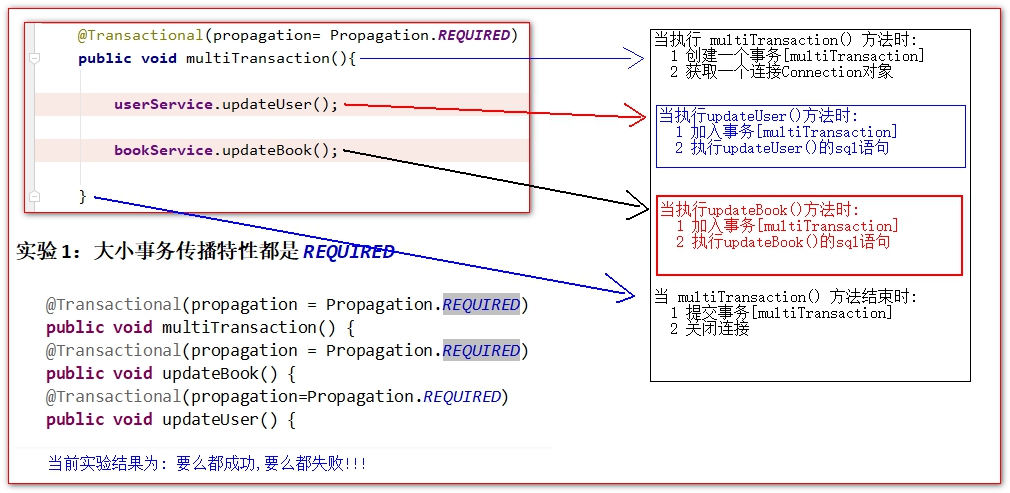 @Transactional(propagation= Propagation.REQUIRED)
public void multiTransaction(){
userService.updateUser();
bookService.updateBook();
}
当执行 multiTransaction() 方法时:
1 创建一个事务[multiTransaction]
2 获取一个连接Connection对象
当执行updateUser()方法时:
1 加入事务[multiTransaction]
2 执行updateUser()的sql语句
当执行updateBook()方法时:
1 加入事务[multiTransaction]
2 执行updateBook()的sql语句
当 multiTransaction() 方法结束时:
1 提交事务[multiTransaction]
2 关闭连接
实验 1：大小事务传播特性都是 REQUIRED
@Transactional(propagation = Propagation.REQUIRED)
public void multiTransaction() {
@Transactional(propagation = Propagation.REQUIRED)
public void updateBook() {
@Transactional(propagation=Propagation.REQUIRED)
public void updateUser() {
当前实验结果为: 要么都成功,要么都失败!!!